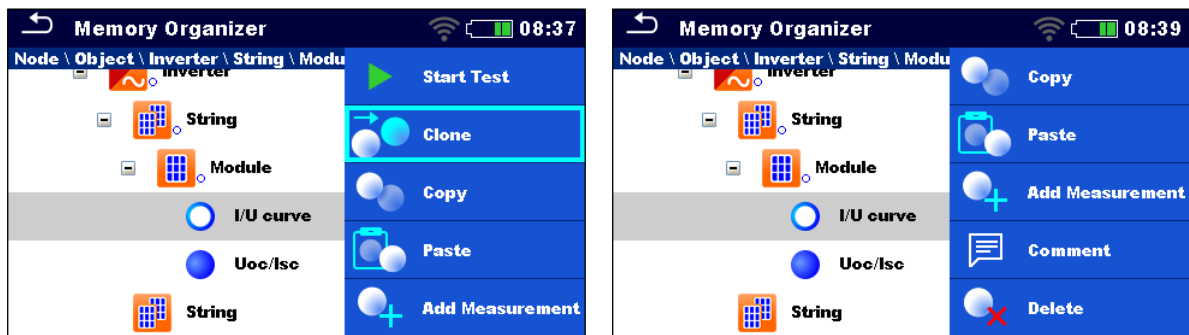 Memory Organizer
08:37
Node \ Object \ Inverter \ String \ Modu
Inverter
String
Module
I/U curve
Uoc/Isc
String
Start Test
Clone
Copy
Paste
Add Measurement
Memory Organizer
08:39
Node \ Object \ Inverter \ String \ Modu
Inverter
String
Module
I/U curve
Uoc/Isc
String
Copy
Paste
Add Measurement
Comment
Delete